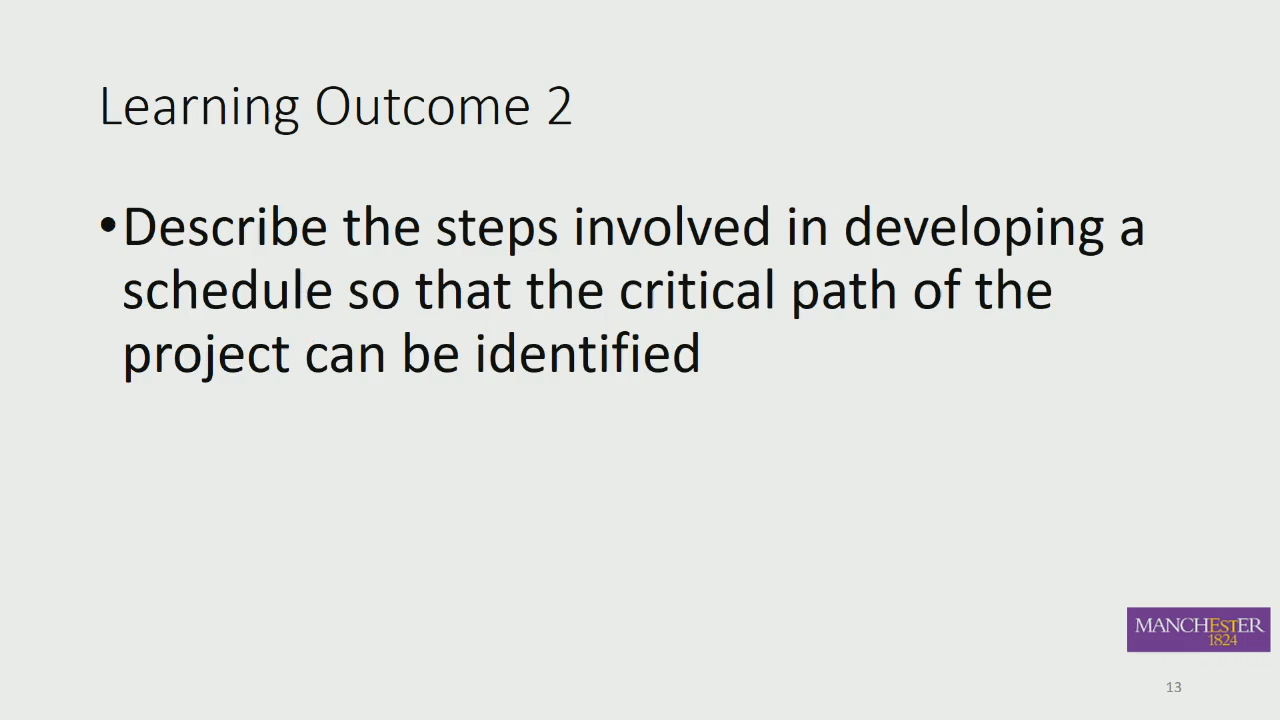 Learning Outcome 2
•Describe the steps involved in developing a
schedule so that the critical path of the
project can be identified
MANCHESTER
1824
13